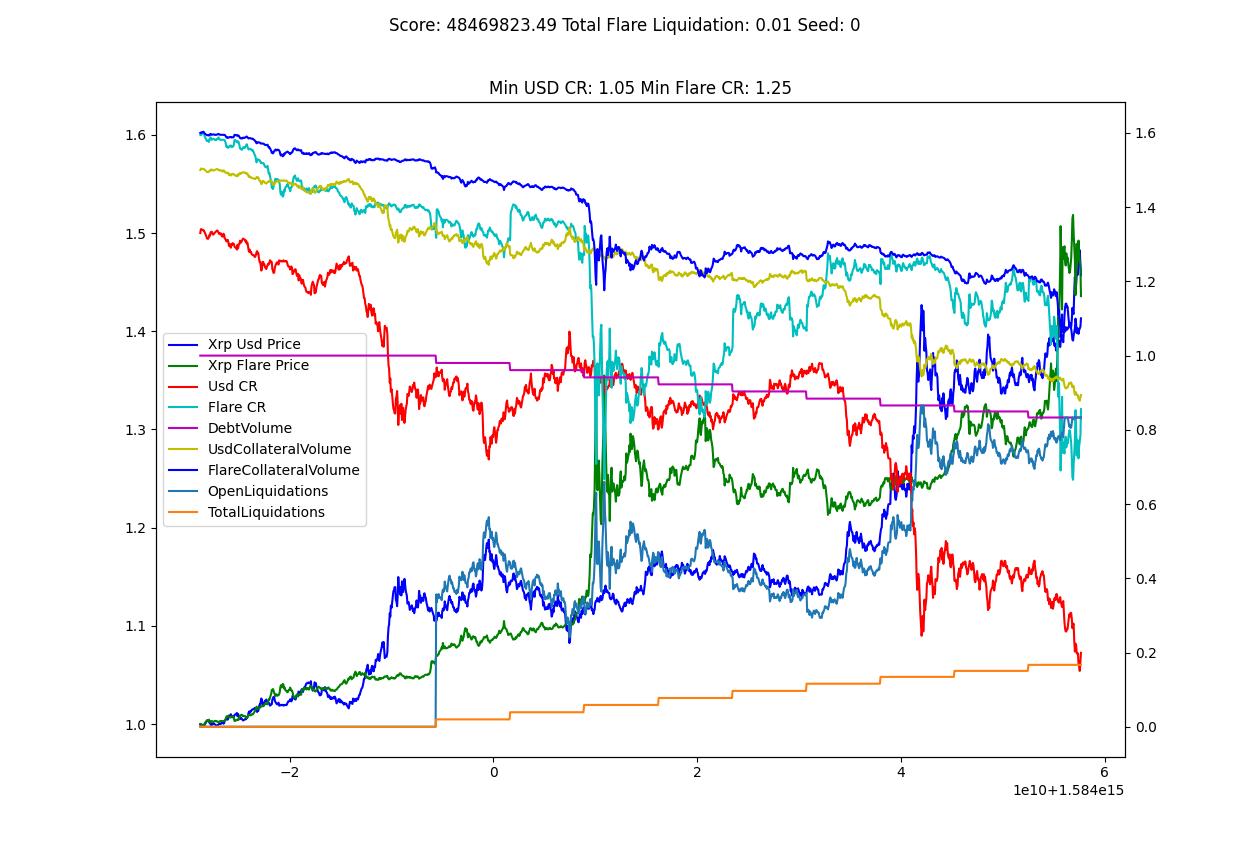 Score: 48469823.49 Total Flare Liquidation: 0.01 Seed: 0
Min USD CR: 1.05 Min Flare CR: 1.25
1.6
1.5
1.4
1.3
1.2
1.1
1.0
1.6
1.4
1.2
1.0
0.8
0.6
0.4
0.2
0.0
Xrp Usd Price
Xrp Flare Price
Usd CR
Flare CR
DebtVolume
UsdCollateralVolume
FlareCollateralVolume
OpenLiquidations
TotalLiquidations
−2 0 2 4 6
1e10+1.584e15